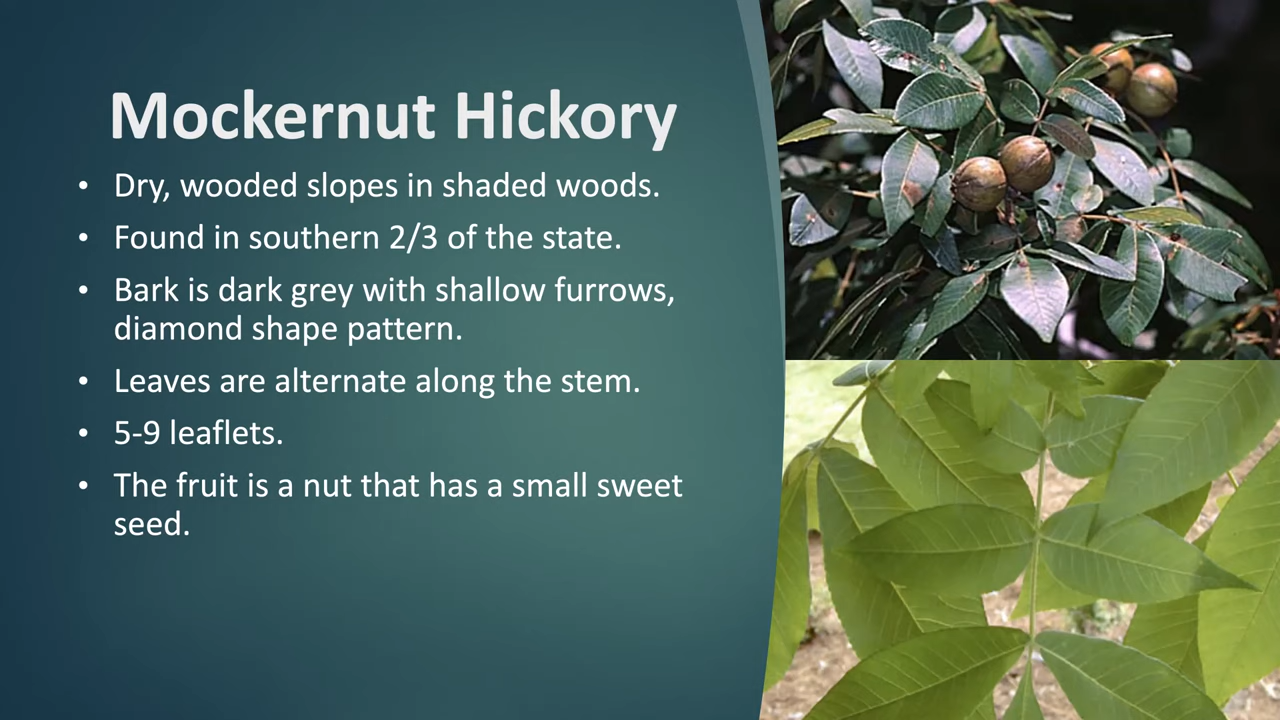 Mockernut Hickory
• Dry, wooded slopes in shaded woods.
• Found in southern 2/3 of the state.
• Bark is dark grey with shallow furrows,
diamond shape pattern.
• Leaves are alternate along the stem.
• 5-9 leaflets.
• The fruit is a nut that has a small sweet
seed.